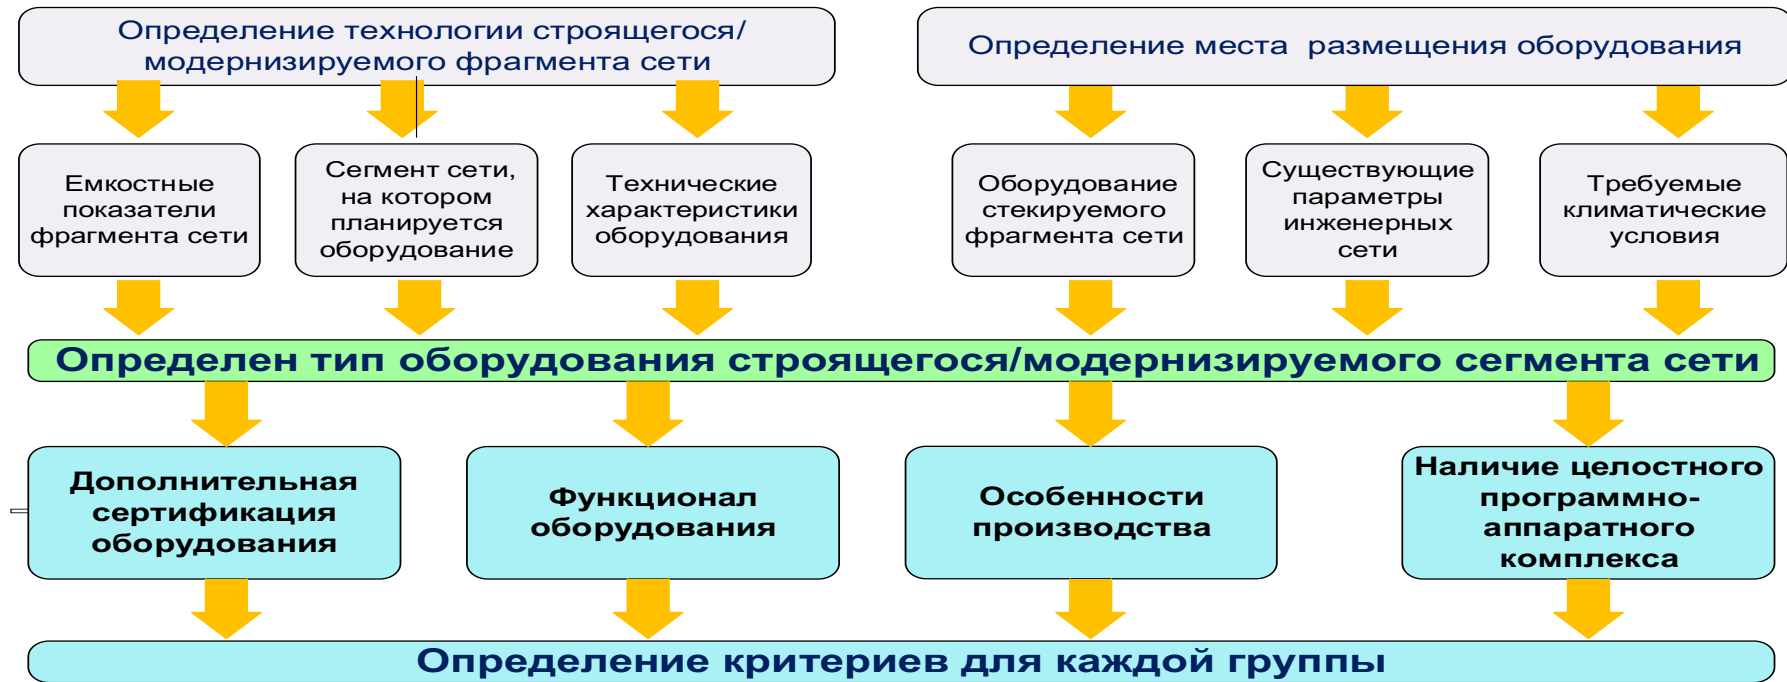 Определение технологии строящегося/
модернизируемого фрагмента сети
Определение места размещения оборудования
Емкостные
показатели
фрагмента сети
Сегмент сети,
на котором
планируется
оборудование
Технические
характеристики
оборудования
Оборудование
стекируемого
фрагмента сети
Существующие
параметры
инженерных
сети
Требуемые
климатические
условия
Определен тип оборудования строящегося/модернизируемого сегмента сети
Дополнительная
сертификация
оборудования
Функционал
оборудования
Особенности
производства
Наличие целостного
программно-
аппаратного
комплекса
Определение критериев для каждой группы